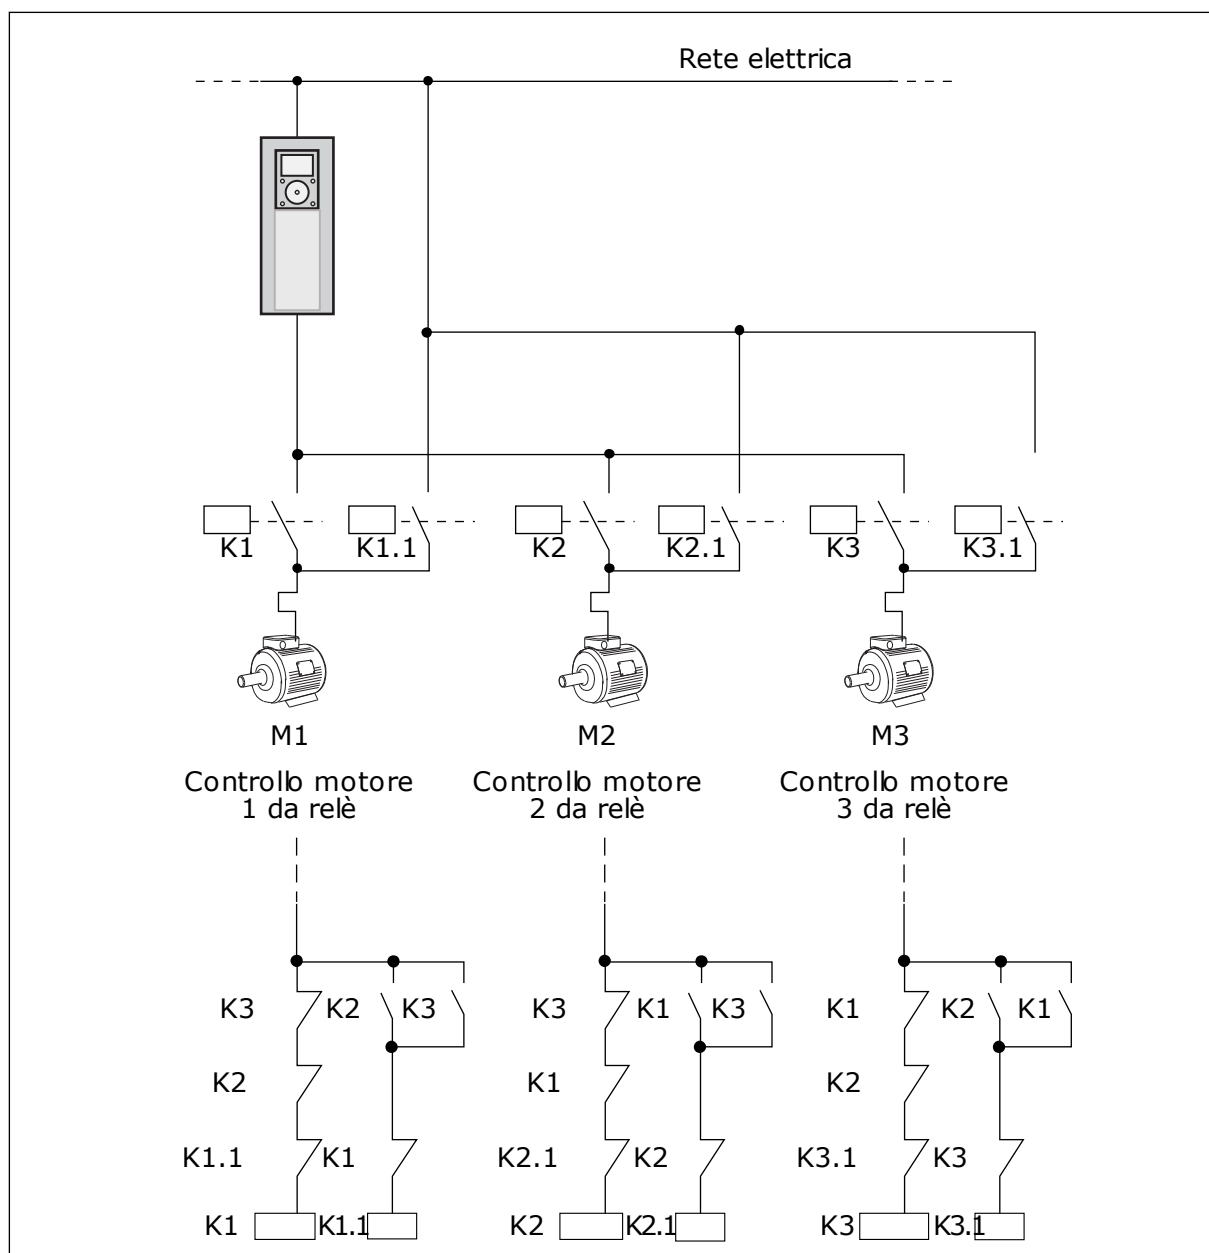 Rete elettrica
K1 K1.1 K2 K2.1 K3 K3.1
M1 M2 M3
Controllo motore
1 da relè
Controllo motore
2 da relè
Controllo motore
3 da relè
K3 K2 K3 K3 K1 K3 K1 K2 K1
K2 K1 K2
K1.1 K1 K2.1 K2 K3.1 K3
K1 K1.1 K2 K2.1 K3 K3.1